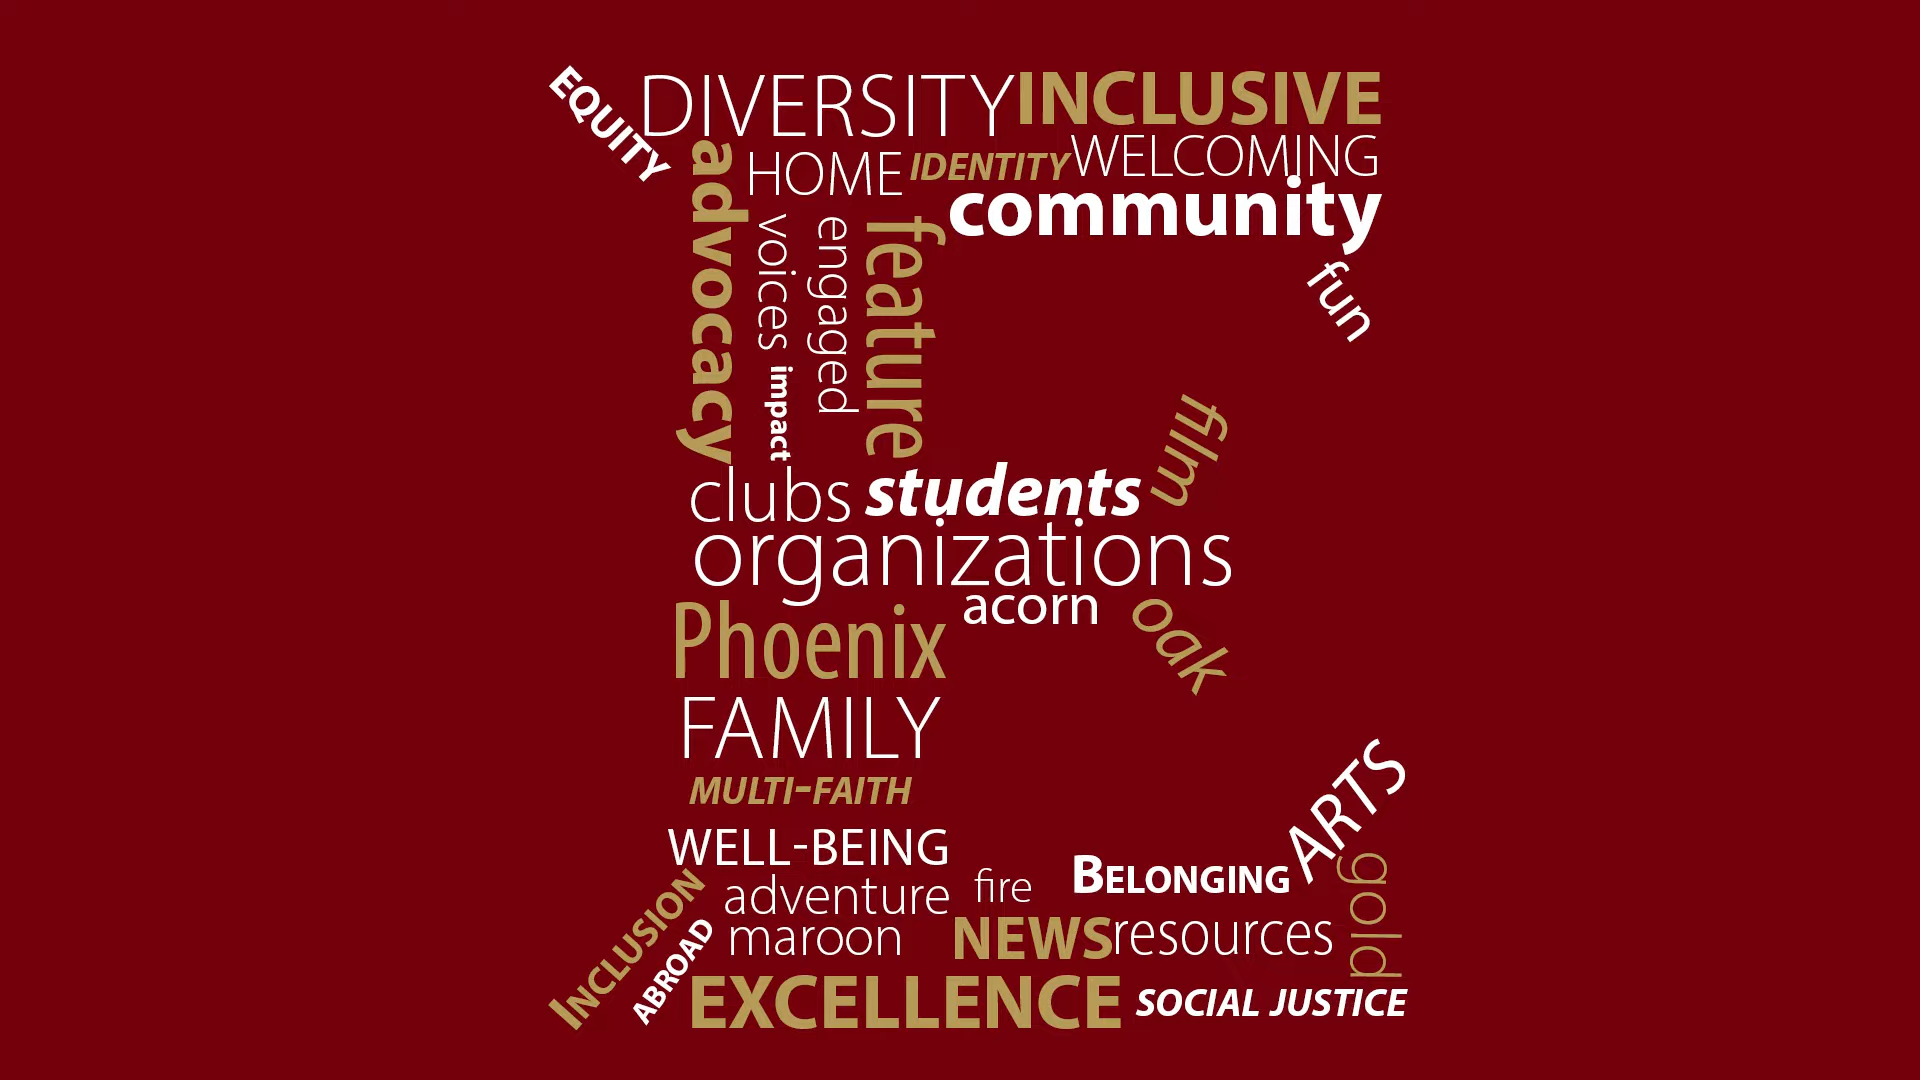 EQUITY
DIVERSITY INCLUSIVE
advocacy
HOME IDENTITY WELCOMING
community
voices
engaged
feature
fun
impact
film
clubs students
organizations
acorn
Phoenix
oak
FAMILY
MULTI-FAITH
ARTS
WELL-BEING
INCLUSION
adventure fire BELONGING
gold
ABROAD
maroon NEWS resources
EXCELLENCE SOCIAL JUSTICE